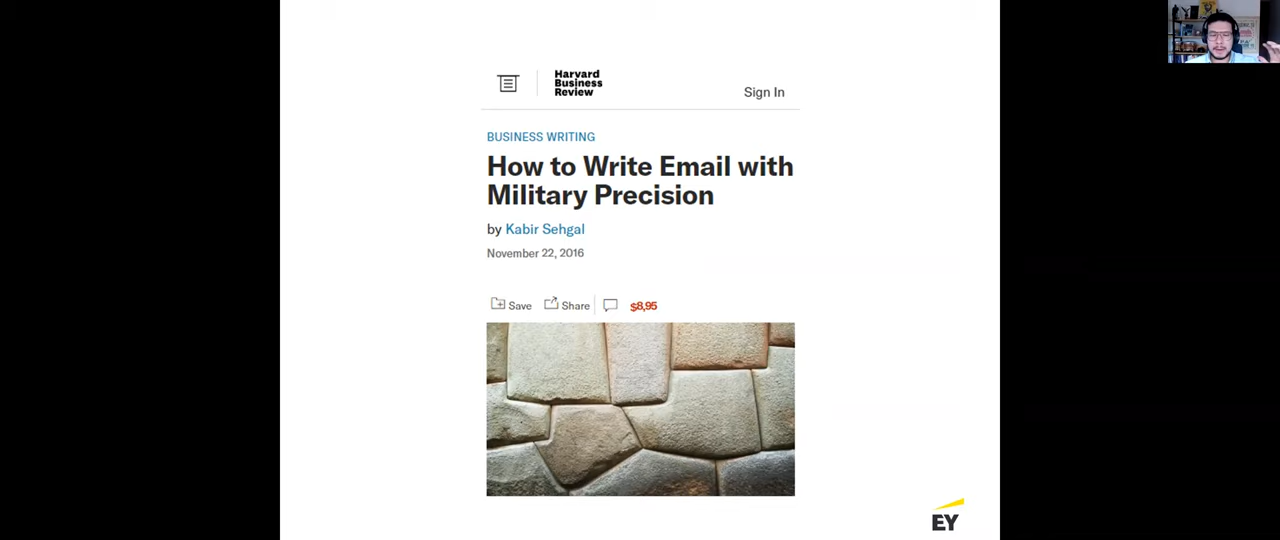 Harvard
Business
Review
Sign In
BUSINESS WRITING
How to Write Email with
Military Precision
by Kabir Sehgal
November 22, 2016
Save Share $8,95
EY